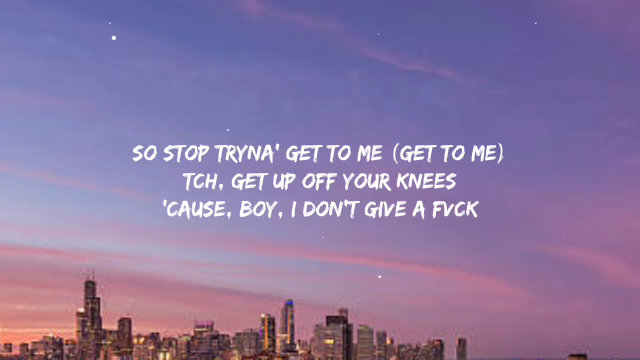 SO STOP TRYNA' GET TO ME (GET TO ME)
TCH, GET UP OFF YOUR KNEES
'CAUSE, BOY, I DON'T GIVE A FVCK